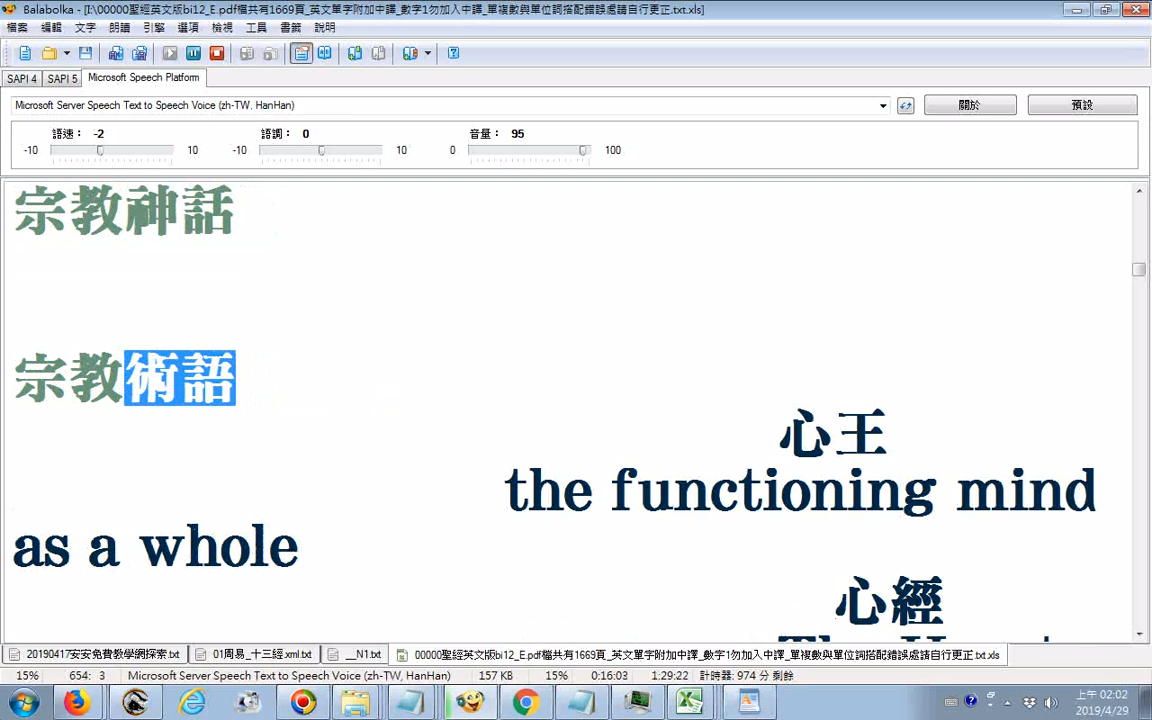 Balabolka - [I:\00000聖經英文版bi12_E.pdf檔共有1669頁_英文單字附加中譯_數字1勿加入中譯_單複數與單位詞搭配錯誤處請自行更正.txt.xls]
檔案 編輯 文字 朗讀 引擎 選項 檢視 工具 書籤 說明
SAPI 4 SAPI 5 Microsoft Speech Platform
Microsoft Server Speech Text to Speech Voice (zh-TW, HanHan) 關於 預設
語速： -2 語調： 0 音量： 95
-10 10 -10 10 0 100
宗教神話
宗教術語
心王
the functioning mind
as a whole
心經
20190417安安免費教學網探索.txt 01周易_十三經.xml.txt __N1.txt 00000聖經英文版bi12_E.pdf檔共有1669頁_英文單字附加中譯_數字1勿加入中譯_單複數與單位詞搭配錯誤處請自行更正.txt.xls
15% 654: 3 Microsoft Server Speech Text to Speech Voice (zh-TW, HanHan) 157 KB 15% 0:16:03 1:29:22 計時器: 974 分 剩餘
上午 02:02
2019/4/29